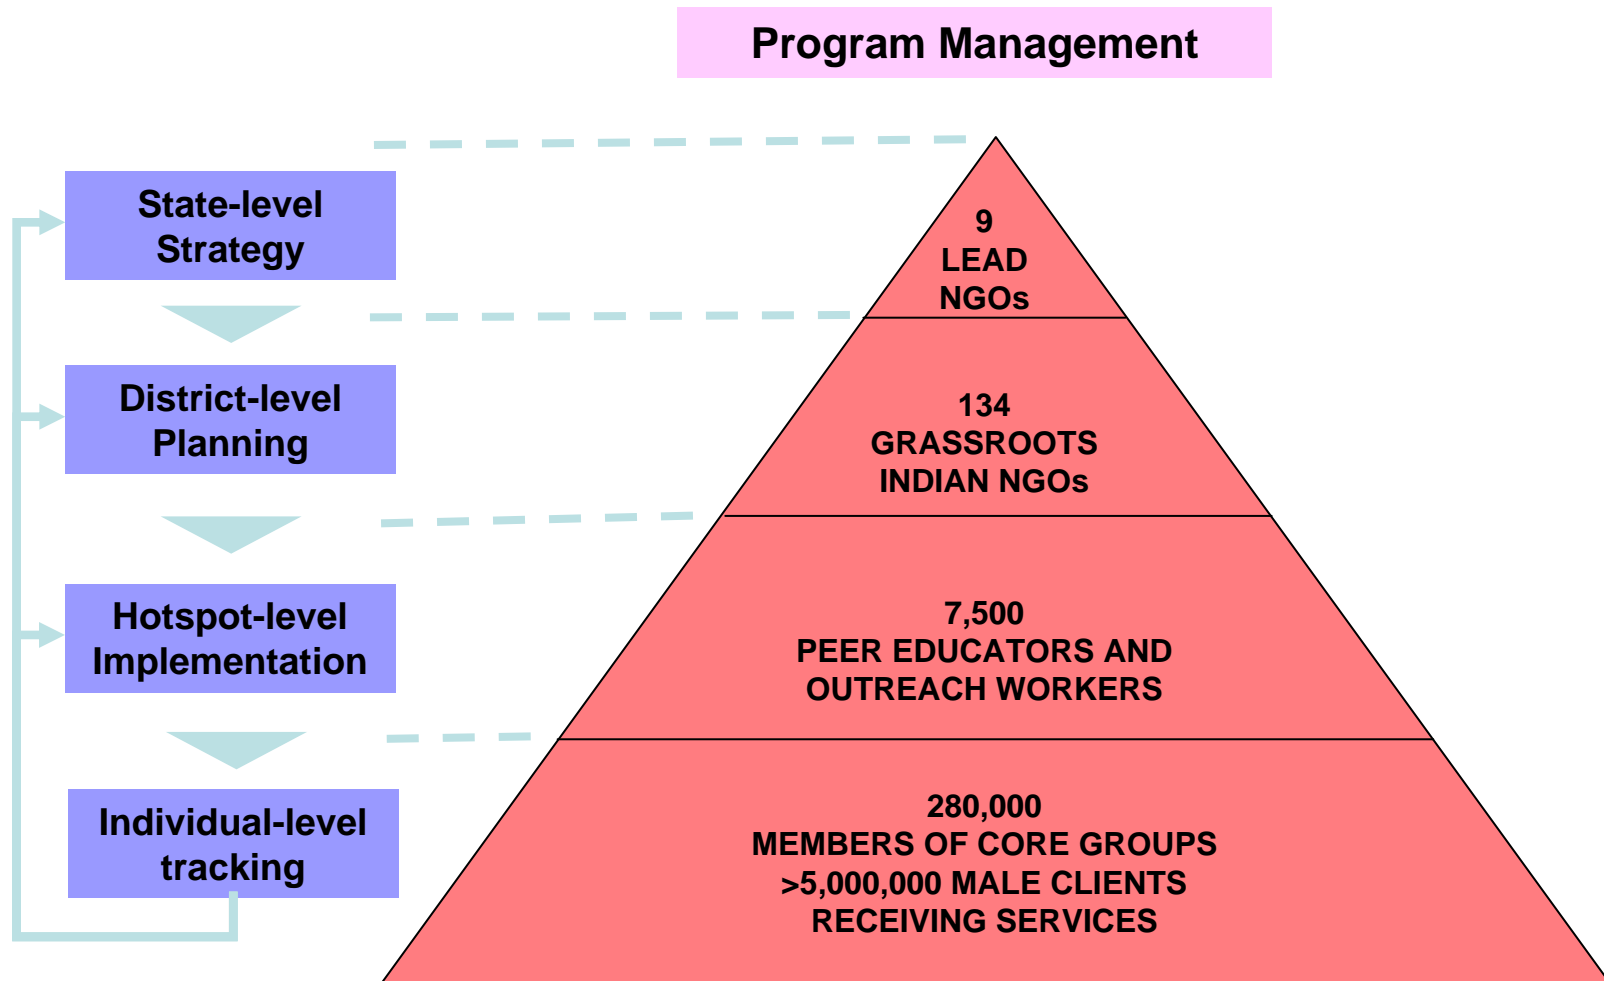 Program Management
State-level
Strategy
District-level
Planning
Hotspot-level
Implementation
Individual-level
tracking
9
LEAD
NGOs
134
GRASSROOTS
INDIAN NGOs
7,500
PEER EDUCATORS AND
OUTREACH WORKERS
280,000
MEMBERS OF CORE GROUPS
>5,000,000 MALE CLIENTS
RECEIVING SERVICES